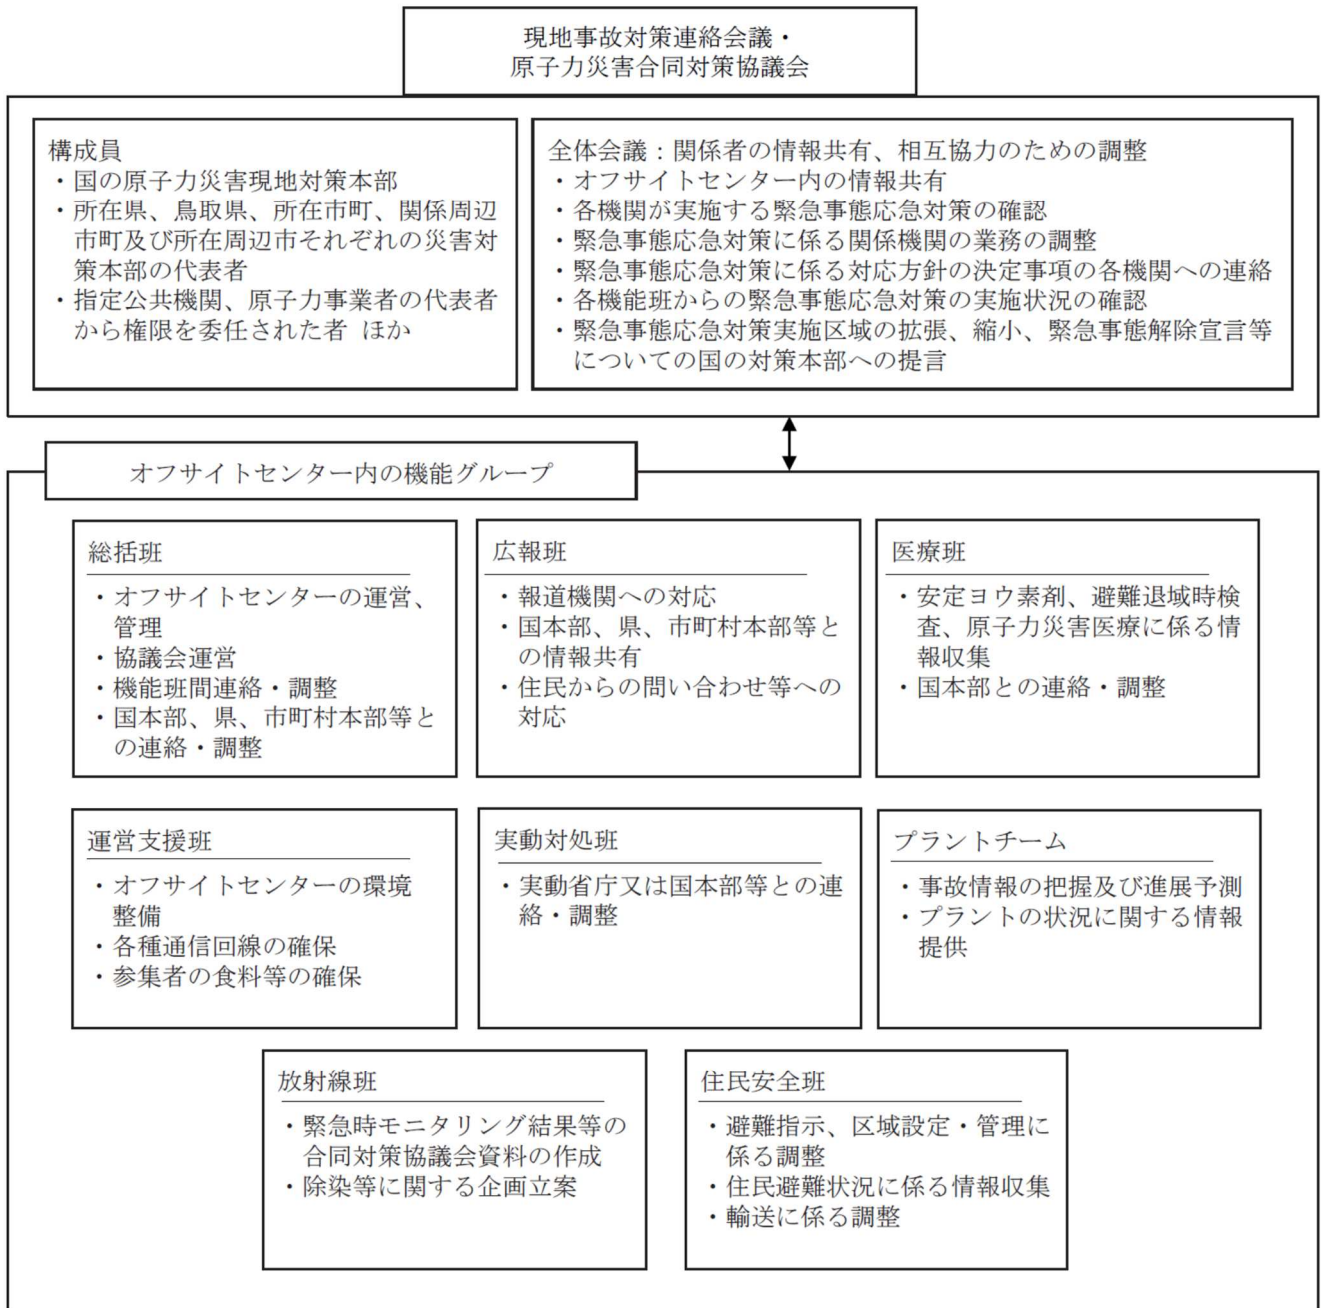 現地事故対策連絡会議・
原子力災害合同対策協議会
構成員
・国の原子力災害現地対策本部
・所在県、鳥取県、所在市町、関係周辺
市町及び所在周辺市それぞれの災害対
策本部の代表者
・指定公共機関、原子力事業者の代表者
から権限を委任された者 ほか
全体会議：関係者の情報共有、相互協力のための調整
・オフサイトセンター内の情報共有
・各機関が実施する緊急事態応急対策の確認
・緊急事態応急対策に係る関係機関の業務の調整
・緊急事態応急対策に係る対応方針の決定事項の各機関への連絡
・各機能班からの緊急事態応急対策の実施状況の確認
・緊急事態応急対策実施区域の拡張、縮小、緊急事態解除宣言等
についての国の対策本部への提言
オフサイトセンター内の機能グループ
総括班
・オフサイトセンターの運営、
管理
・協議会運営
・機能班間連絡・調整
・国本部、県、市町村本部等と
の連絡・調整
広報班
・報道機関への対応
・国本部、県、市町村本部等と
の情報共有
・住民からの問い合わせ等への
対応
医療班
・安定ヨウ素剤、避難退域時検
査、原子力災害医療に係る情
報収集
・国本部との連絡・調整
運営支援班
・オフサイトセンターの環境
整備
・各種通信回線の確保
・参集者の食料等の確保
実動対処班
・実動省庁又は国本部等との連
絡・調整
プラントチーム
・事故情報の把握及び進展予測
・プラントの状況に関する情報
提供
放射線班
・緊急時モニタリング結果等の
合同対策協議会資料の作成
・除染等に関する企画立案
住民安全班
・避難指示、区域設定・管理に
係る調整
・住民避難状況に係る情報収集
・輸送に係る調整